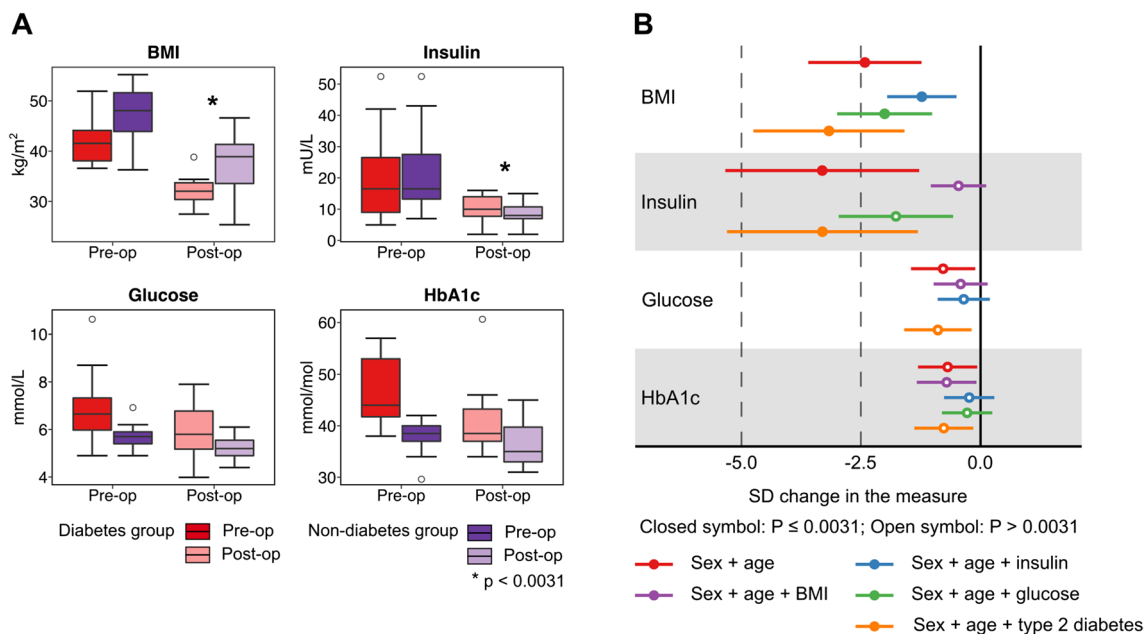 A
BMI
kg/m²
50
40
30
Pre-op
Post-op
*
Insulin
mU/L
50
40
30
20
10
0
Pre-op
Post-op
*
Glucose
mmol/L
10
8
6
4
Pre-op
Post-op
HbA1c
mmol/mol
60
50
40
30
Pre-op
Post-op
Diabetes group
Pre-op
Post-op
Non-diabetes group
Pre-op
Post-op
* p < 0.0031
B
BMI
Insulin
Glucose
HbA1c
-5.0
-2.5
0.0
SD change in the measure
Closed symbol: P ≤ 0.0031; Open symbol: P > 0.0031
Sex + age
Sex + age + BMI
Sex + age + insulin
Sex + age + glucose
Sex + age + type 2 diabetes